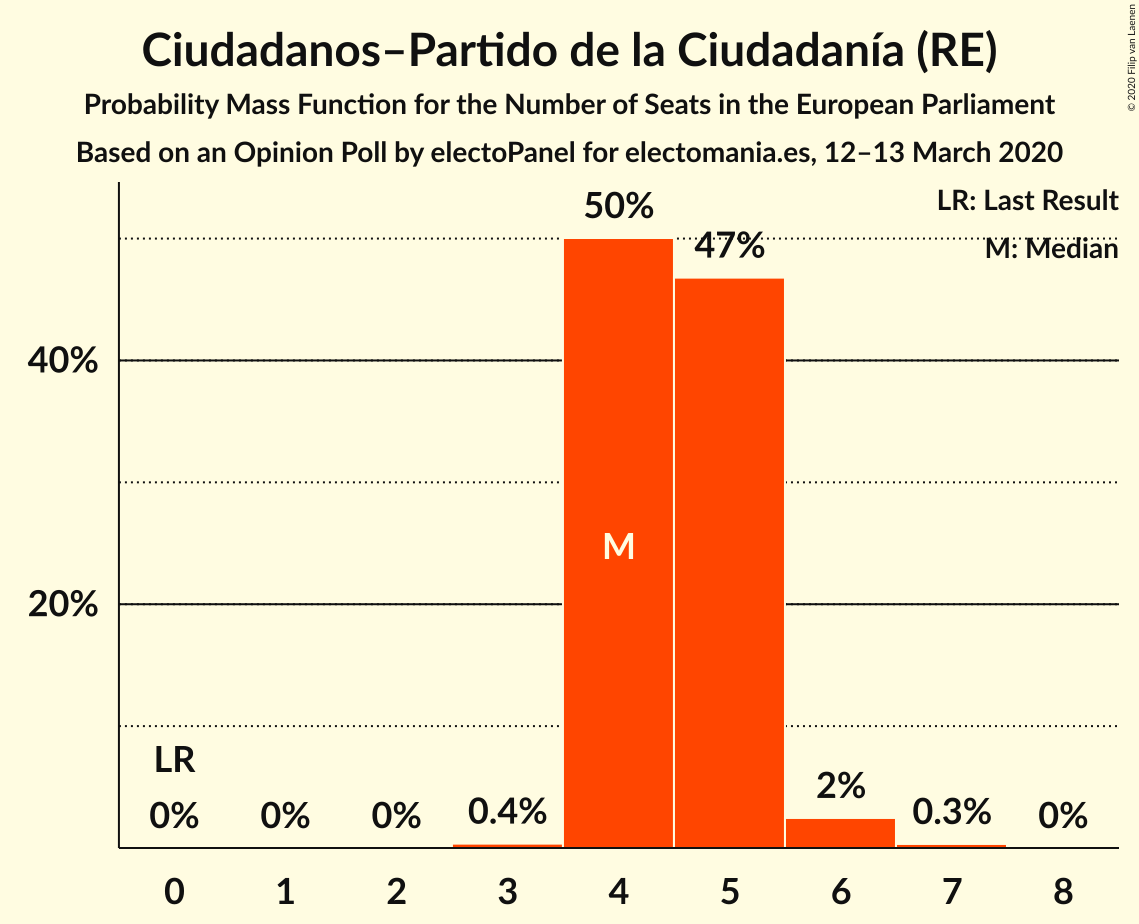 Ciudadanos–Partido de la Ciudadanía (RE)
Probability Mass Function for the Number of Seats in the European Parliament
Based on an Opinion Poll by electoPanel for electomania.es, 12–13 March 2020
© 2020 Filip van Laenen
LR: Last Result
M: Median
50%
47%
40%
M
20%
LR
0%
0%
0%
0.4%
2%
0.3%
0%
0
1
2
3
4
5
6
7
8